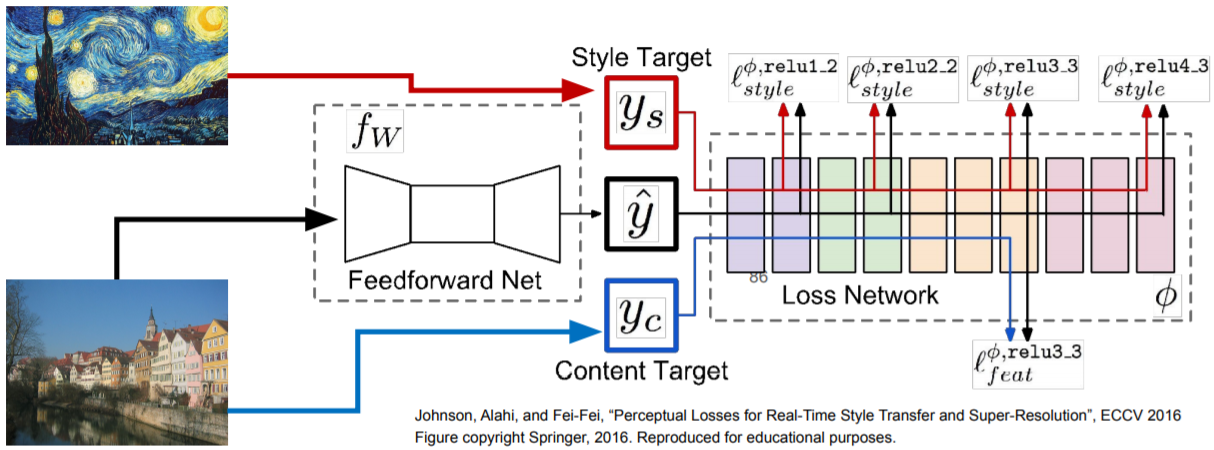 Style Target
y_s
f_W
ŷ
Feedforward Net
y_c
Content Target
ℓ^{ϕ,relu1_2}_{style}
ℓ^{ϕ,relu2_2}_{style}
ℓ^{ϕ,relu3_3}_{style}
ℓ^{ϕ,relu4_3}_{style}
86
Loss Network
ϕ
ℓ^{ϕ,relu3_3}_{feat}
Johnson, Alahi, and Fei-Fei, “Perceptual Losses for Real-Time Style Transfer and Super-Resolution”, ECCV 2016
Figure copyright Springer, 2016. Reproduced for educational purposes.